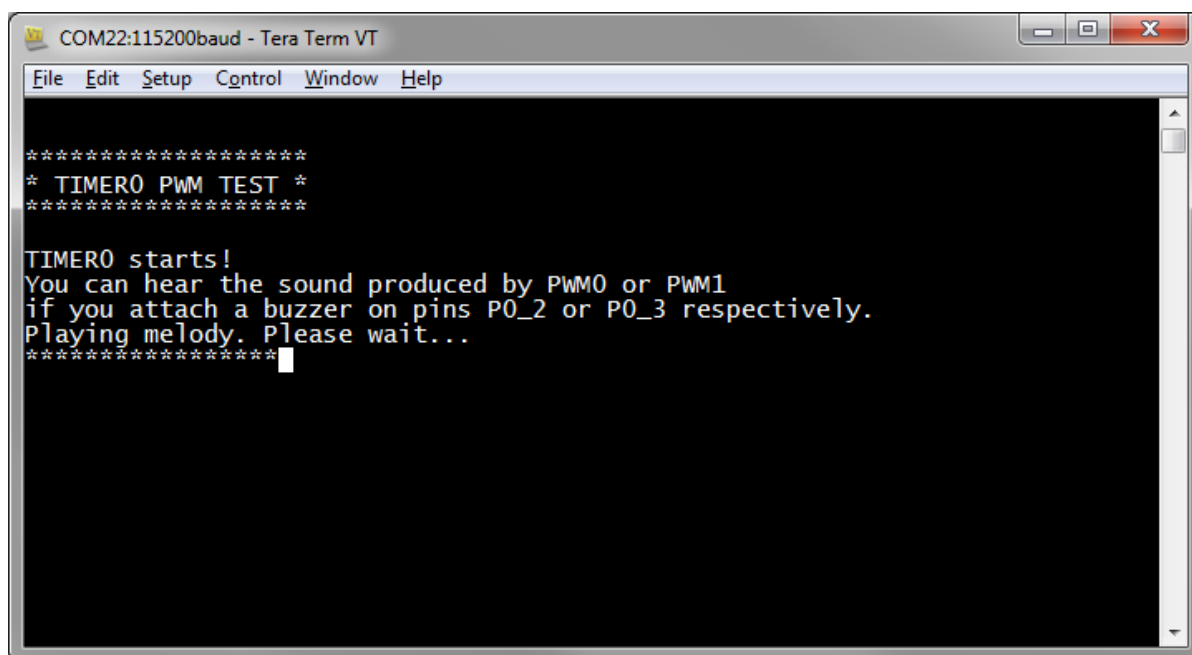 COM22:115200baud - Tera Term VT
File Edit Setup Control Window Help
*******************
* TIMER0 PWM TEST *
*******************
TIMER0 starts!
You can hear the sound produced by PWM0 or PWM1
if you attach a buzzer on pins P0_2 or P0_3 respectively.
Playing melody. Please wait...
*****************